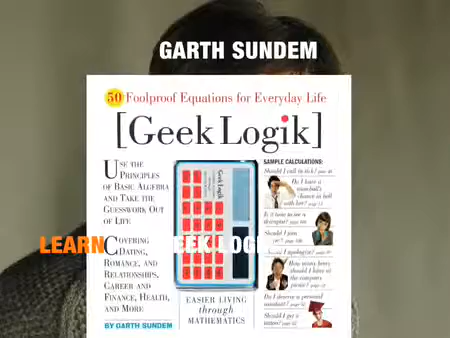 GARTH SUNDEM
50 Foolproof Equations for Everyday Life
[Geek Logik]
USE THE
PRINCIPLES
OF BASIC ALGEBRA
AND TAKE THE
GUESSWORK OUT
OF LIFE
COVERING
DATING,
ROMANCE, AND
RELATIONSHIPS,
CAREER AND
FINANCE, HEALTH,
AND MORE
BY GARTH SUNDEM
Geek Logik
EASIER LIVING
through
MATHEMATICS
SAMPLE CALCULATIONS:
Should I call in sick?
Do I have a
snowball's
chance in hell
with her?
Is it time to see a
therapist?
Should I join
a gym?
Should I apologize?
How many beers
should I have at
the company
picnic?
Do I deserve a personal
assistant?
Should I get a
tattoo?
LEARN GEEK LOGIK